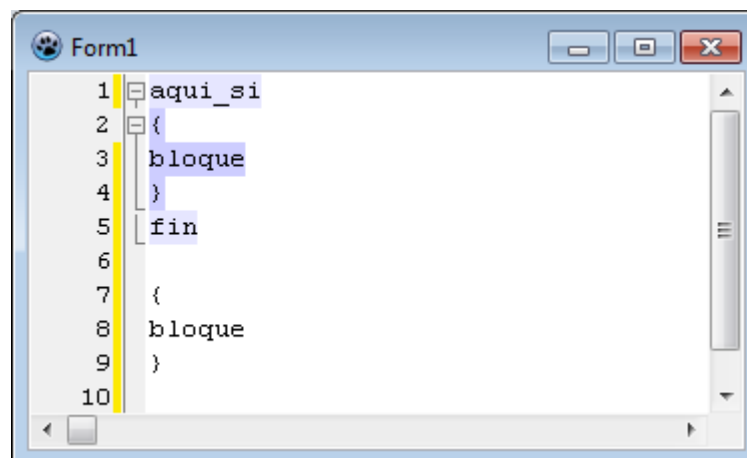 Form1
1 aqui_si
2 {
3 bloque
4 }
5 fin
6
7 {
8 bloque
9 }
10